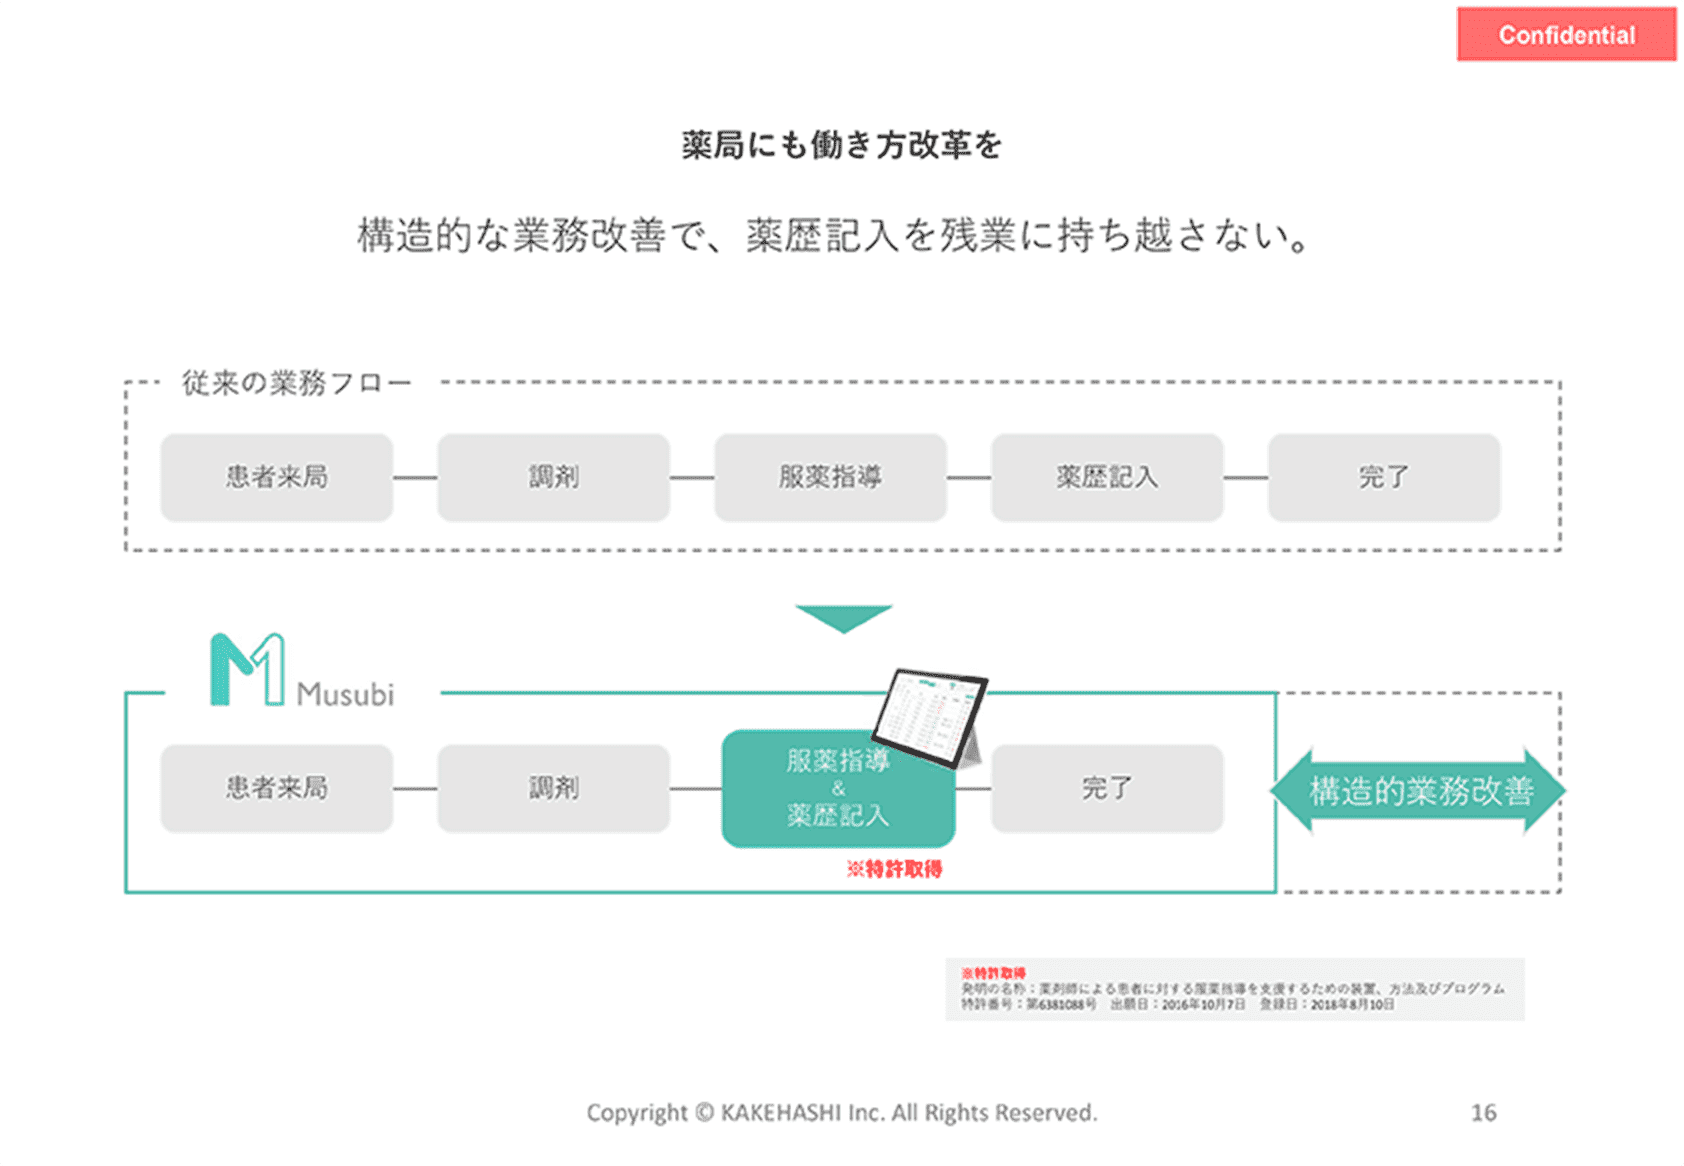 Confidential
薬局にも働き方改革を
構造的な業務改善で、薬歴記入を残業に持ち越さない。
従来の業務フロー
患者来局
調剤
服薬指導
薬歴記入
完了
Musubi
患者来局
調剤
服薬指導
&
薬歴記入
完了
構造的業務改善
※特許取得
※特許取得
発明の名称：薬剤師による患者に対する服薬指導を支援するための装置、方法及びプログラム
特許番号：第6381088号　出願日：2016年10月7日　登録日：2018年8月10日
Copyright © KAKEHASHI Inc. All Rights Reserved.
16